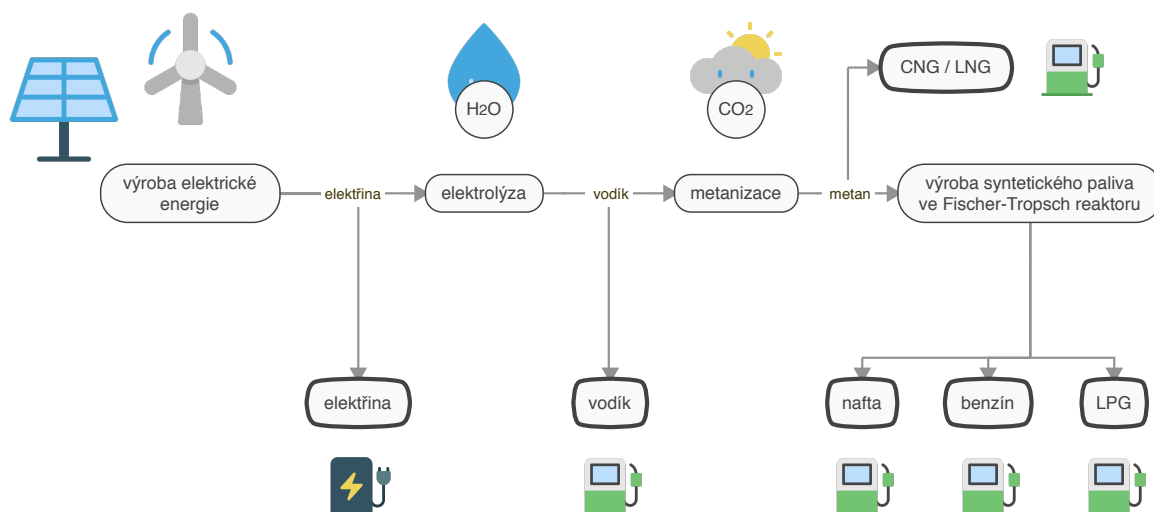 CNG / LNG
H2O
CO2
výroba elektrické
energie
elektřina
elektrolýza
vodík
metanizace
metan
výroba syntetického paliva
ve Fischer-Tropsch reaktoru
elektřina
vodík
nafta
benzín
LPG